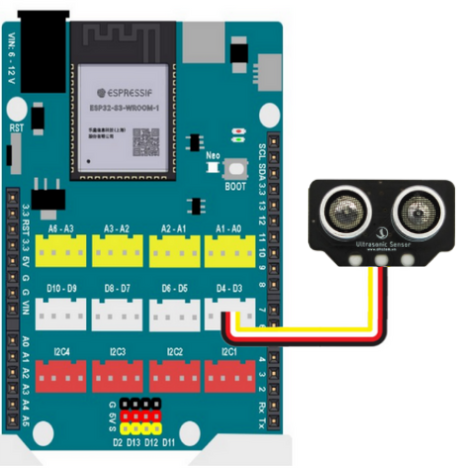 VIN: 6 - 12 V
ESPRESSIF
ESP32-S3-WROOM-1
RST
Neo
BOOT
SCL SDA 3.3 13 12 11 10 9 8
3.3 RST 3.3 5V G G VIN
A6 - A3
A3 - A2
A2 - A1
A1 - A0
D10 - D9
D8 - D7
D6 - D5
D4 - D3
7
A0 A1 A2 A3 A4 A5
4 3 2 Rx Tx
I2C4
I2C3
I2C2
I2C1
G 5V S
D2 D13 D12 D11
Ultrasonic Sensor